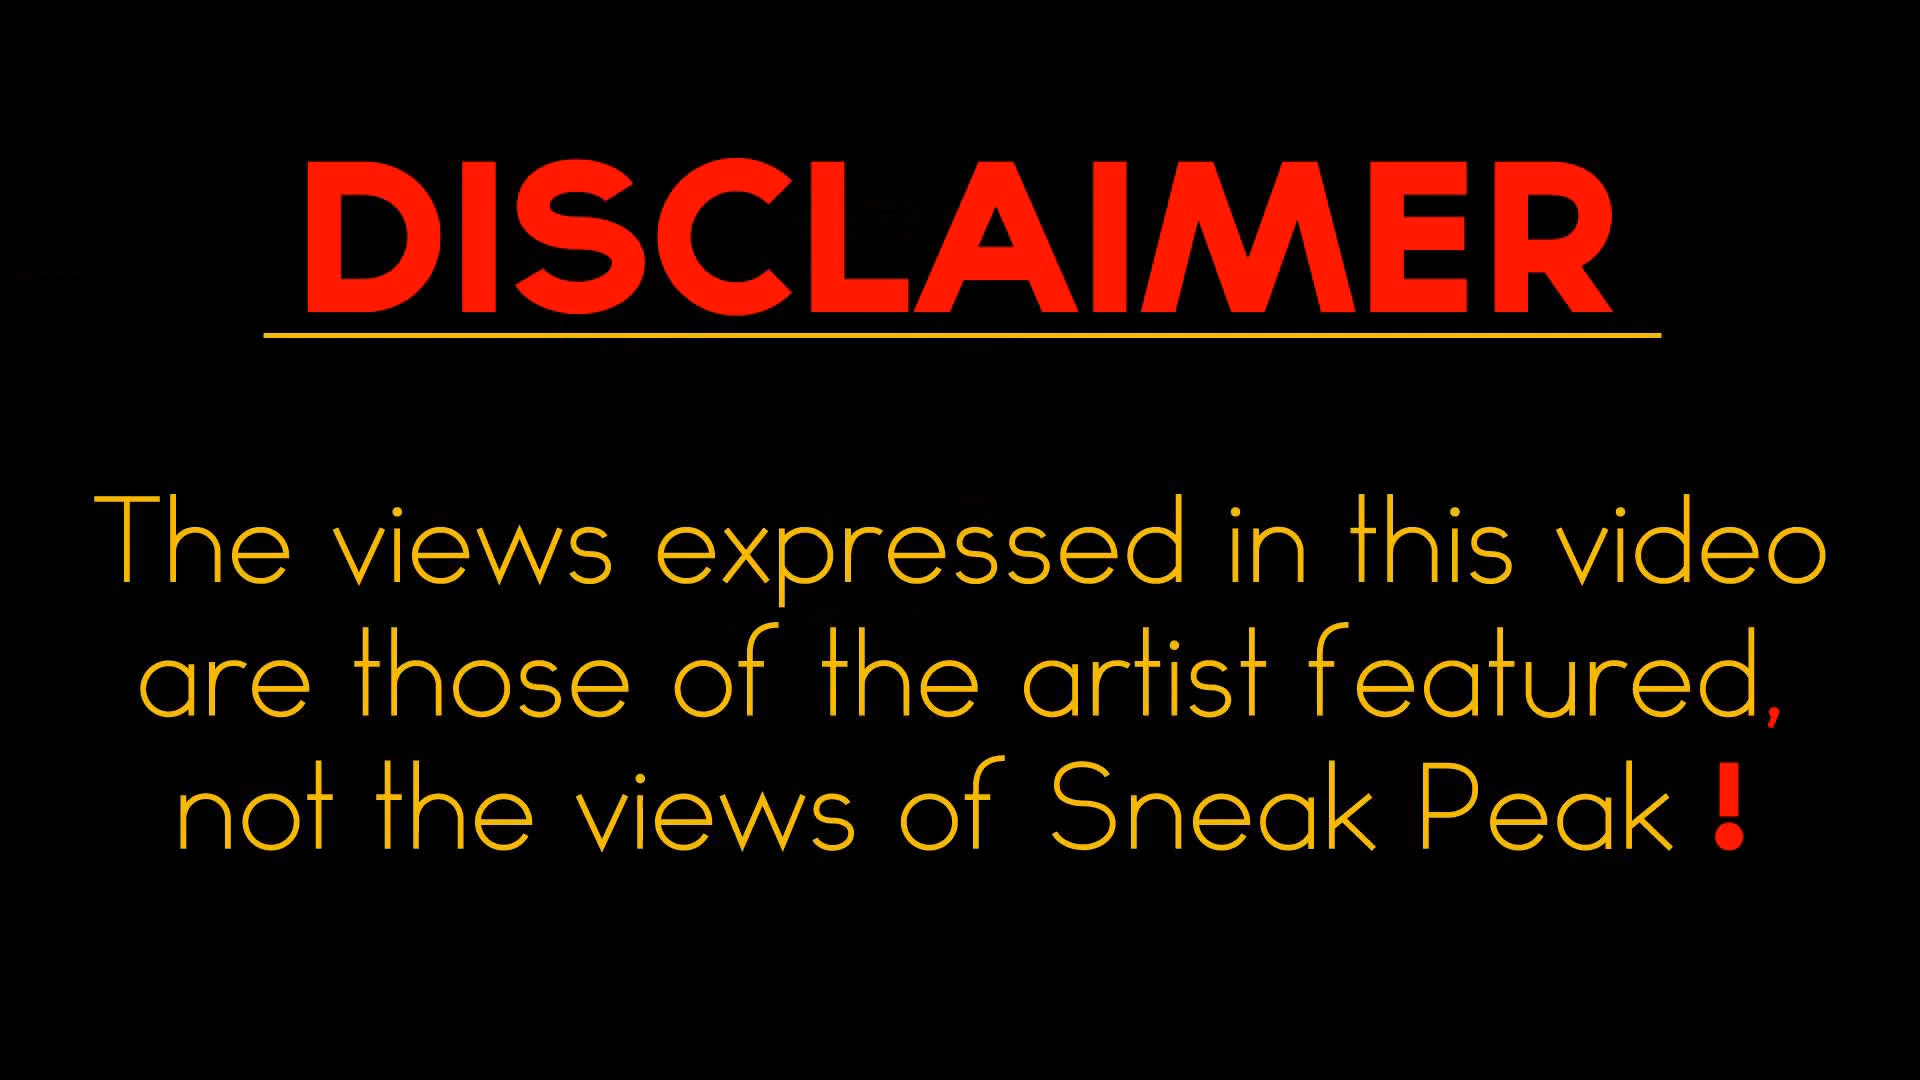 DISCLAIMER
The views expressed in this video
are those of the artist featured,
not the views of Sneak Peak !